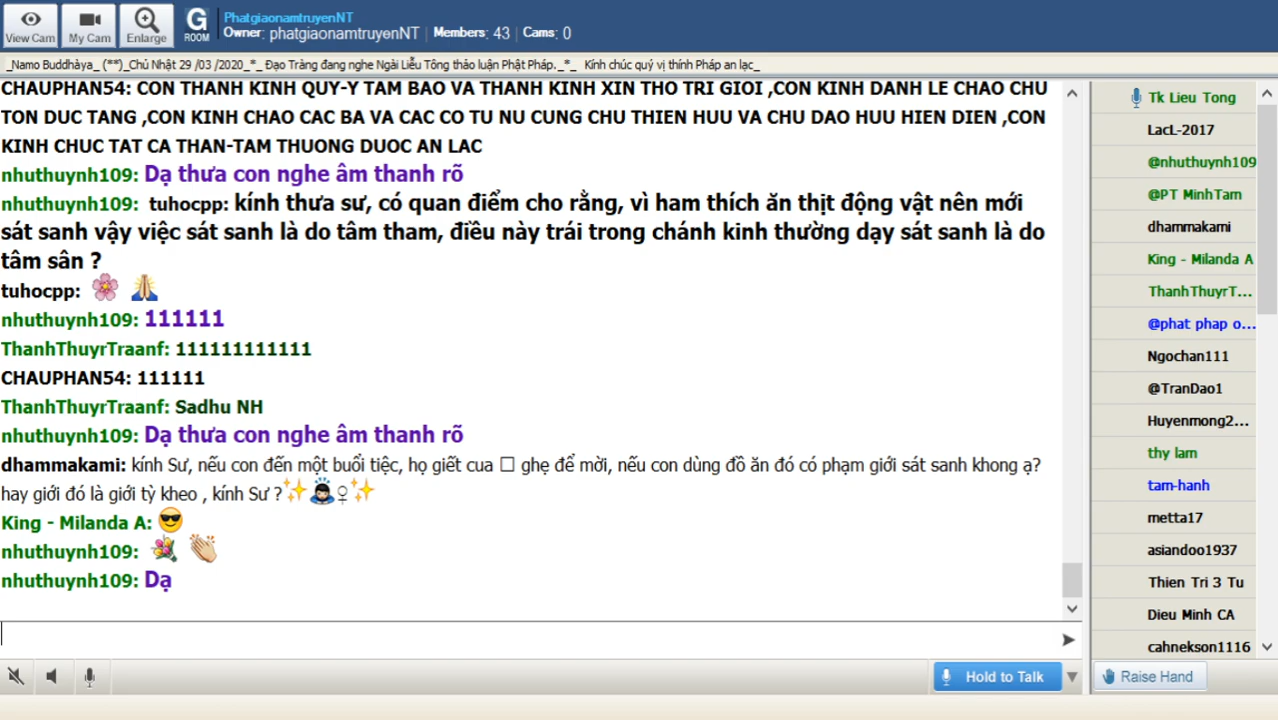 View Cam
My Cam
Enlarge
G
ROOM
PhatgiaonamtruyenNT
Owner: phatgiaonamtruyenNT | Members: 43 | Cams: 0
_Namo Buddhàya_ (**)_Chủ Nhật 29 /03 /2020_*_ Đạo Tràng đang nghe Ngài Liễu Tông thảo luận Phật Pháp._*_ Kính chúc quý vị thính Pháp an lạc_
CHAUPHAN54: CON THANH KINH QUY-Y TAM BAO VA THANH KINH XIN THO TRI GIOI ,CON KINH DANH LE CHAO CHU
TON DUC TANG ,CON KINH CHAO CAC BA VA CAC CO TU NU CUNG CHU THIEN HUU VA CHU DAO HUU HIEN DIEN ,CON
KINH CHUC TAT CA THAN-TAM THUONG DUOC AN LAC
nhuthuynh109: Dạ thưa con nghe âm thanh rõ
nhuthuynh109: tuhocpp: kính thưa sư, có quan điểm cho rằng, vì ham thích ăn thịt động vật nên mới
sát sanh vậy việc sát sanh là do tâm tham, điều này trái trong chánh kinh thường dạy sát sanh là do
tâm sân ?
tuhocpp:
nhuthuynh109: 111111
ThanhThuyrTraanf: 111111111111
CHAUPHAN54: 111111
ThanhThuyrTraanf: Sadhu NH
nhuthuynh109: Dạ thưa con nghe âm thanh rõ
dhammakami: kính Sư, nếu con đến một buổi tiệc, họ giết cua □ ghẹ để mời, nếu con dùng đồ ăn đó có phạm giới sát sanh khong ạ?
hay giới đó là giới tỳ kheo , kính Sư ?
King - Milanda A:
nhuthuynh109:
nhuthuynh109: Dạ
Hold to Talk
Tk Lieu Tong
LacL-2017
@nhuthuynh109
@PT MinhTam
dhammakami
King - Milanda A
ThanhThuyrT...
@phat phap o...
Ngochan111
@TranDao1
Huyenmong2...
thy lam
tam-hanh
metta17
asiandoo1937
Thien Tri 3 Tu
Dieu Minh CA
cahnekson1116
Raise Hand